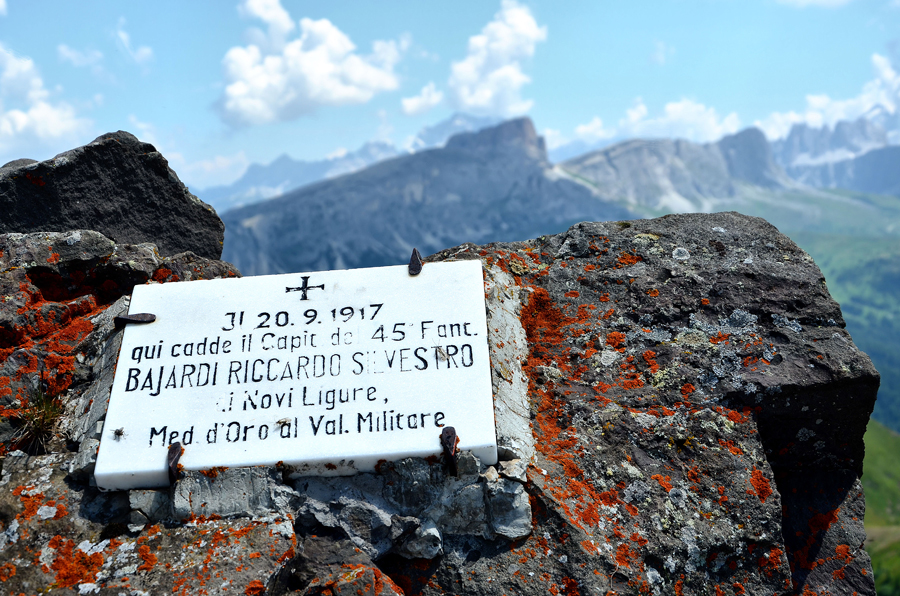 Il 20.9.1917
qui cadde il Capit. del 45° Fant.
BAJARDI RICCARDO SILVESTRO
di Novi Ligure,
Med. d'Oro al Val. Militare